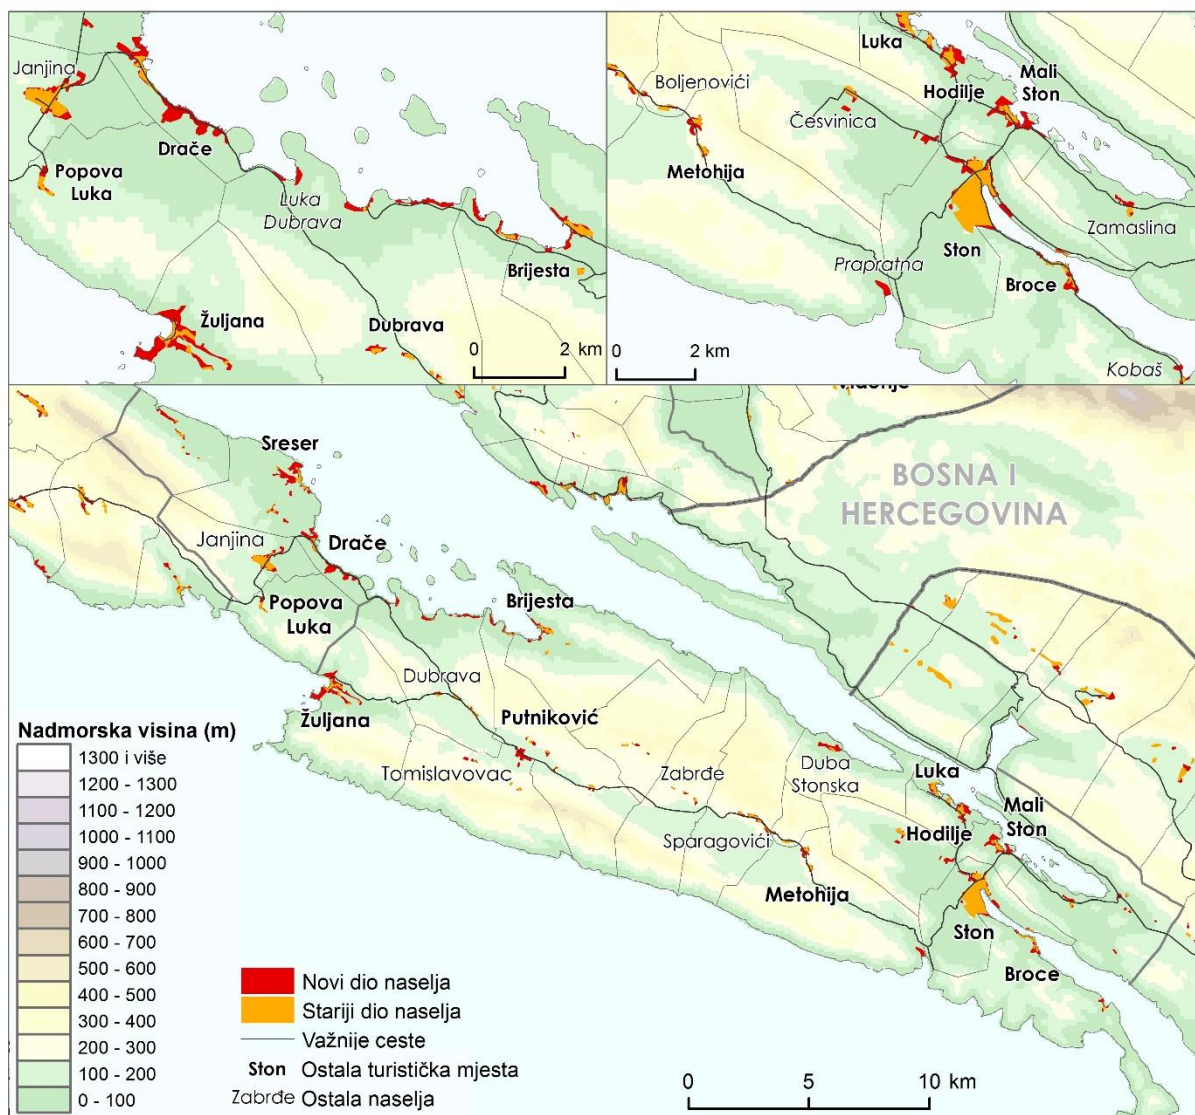 Janjina
Drače
Popova
Luka
Luka
Dubrava
Brijesta
Žuljana
Dubrava
0 2 km
Luka
Mali
Ston
Hodilje
Boljenovići
Česvinica
Metohija
Zamaslina
Ston
Prapratna
Broce
0 2 km
Kobaš
Sreser
BOSNA I
HERCEGOVINA
Janjina
Drače
Popova
Luka
Brijesta
Dubrava
Žuljana
Putniković
Tomislavovac
Zabrđe
Duba
Stonska
Luka
Mali
Ston
Hodilje
Sparagovići
Metohija
Ston
Broce
Nadmorska visina (m)
1300 i više
1200 - 1300
1100 - 1200
1000 - 1100
900 - 1000
800 - 900
700 - 800
600 - 700
500 - 600
400 - 500
300 - 400
200 - 300
100 - 200
0 - 100
Novi dio naselja
Stariji dio naselja
Važnije ceste
Ston Ostala turistička mjesta
Zabrđe Ostala naselja
0 5 10 km